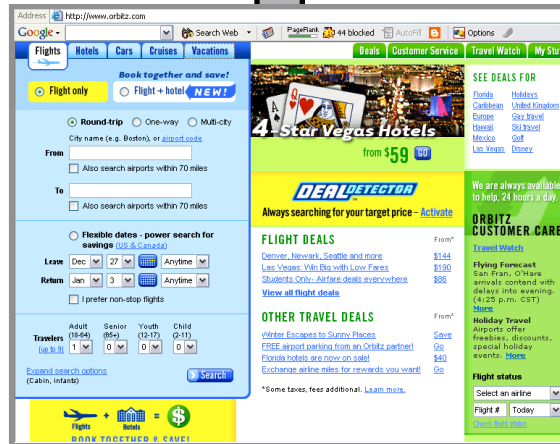 Address http://www.orbitz.com
Google Search Web PageRank 44 blocked AutoFill Options
Flights Hotels Cars Cruises Vacations
Deals Customer Service Travel Watch My Stu
Book together and save!
Flight only Flight + hotel NEW!
Round-trip One-way Multi-city
City name (e.g. Boston), or airport code
From
Also search airports within 70 miles
To
Also search airports within 70 miles
Flexible dates - power search for
savings (US & Canada)
Leave Dec 27 Anytime
Return Jan 3 Anytime
I prefer non-stop flights
Adult Senior Youth Child
(18-64) (65+) (12-17) (2-11)
Travelers 1 0 0 0
(up to 9)
Expand search options
(Cabin, infants)
Search
Flights + Hotels = $
BOOK TOGETHER & SAVE!
4-Star Vegas Hotels
from $59 GO
DEALDETECTOR
Always searching for your target price – Activate
FLIGHT DEALS From*
Denver, Newark, Seattle and more $144
Las Vegas: Win Big with Low Fares $190
Students Only- Airfare deals everywhere $86
View all flight deals
OTHER TRAVEL DEALS From*
Winter Escapes to Sunny Places Save
FREE airport parking from an Orbitz partner! Go
Florida hotels are now on sale! $40
Exchange airline miles for rewards you want! Go
*Some taxes, fees additional. Learn more.
SEE DEALS FOR
Florida Holidays
Caribbean United Kingdom
Europe Gay travel
Hawaii Ski travel
Mexico Golf
Las Vegas Disney
We are always available
to help, 24 hours a day.
ORBITZ
CUSTOMER CARE
Travel Watch
Flying Forecast
San Fran, O'Hare
arrivals contend with
delays into evening.
(4:25 p.m. CST)
More
Holiday Travel
Airports offer
freebies, discounts,
special holiday
events. More
Flight status
Select an airline
Flight # Today
Check flight status